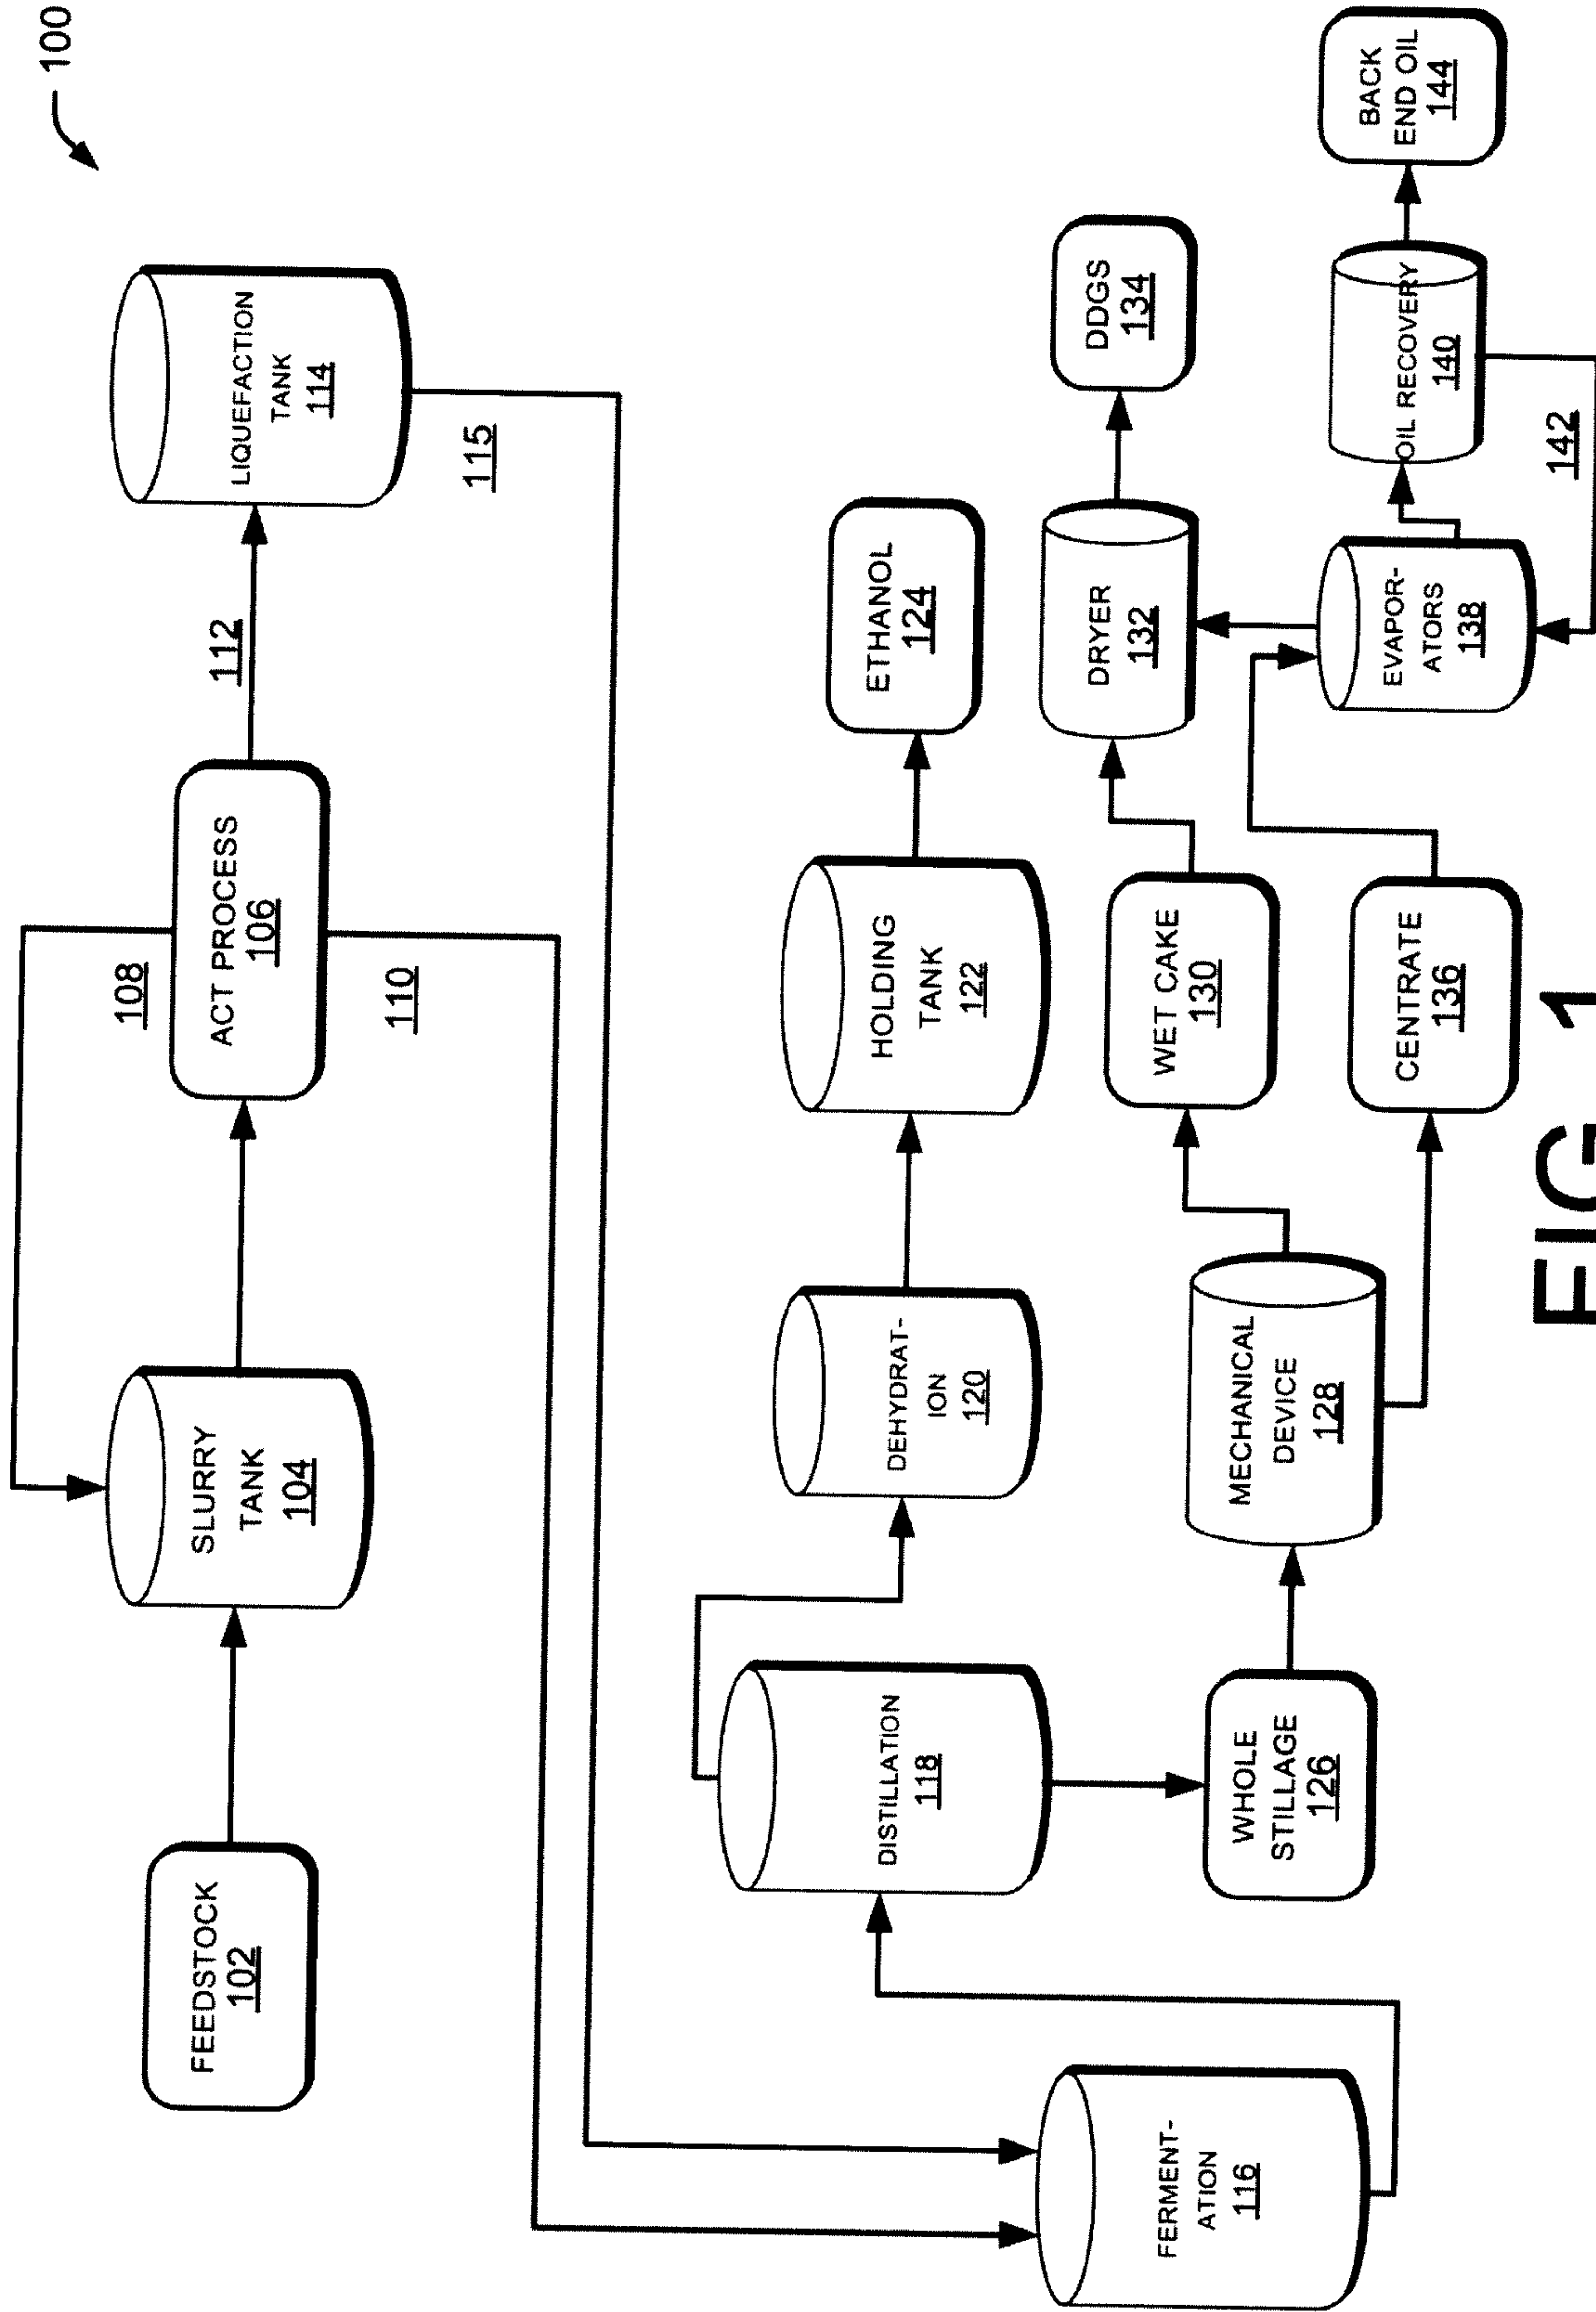 100
FEEDSTOCK
102
SLURRY
TANK
104
108
ACT PROCESS
106
110
112
LIQUEFACTION
TANK
114
115
FERMENT-
ATION
116
DISTILLATION
118
DEHYDRAT-
ION
120
HOLDING
TANK
122
ETHANOL
124
WHOLE
STILLAGE
126
MECHANICAL
DEVICE
128
WET CAKE
130
DRYER
132
DDGS
134
CENTRATE
136
EVAPOR-
ATORS
138
OIL RECOVERY
140
142
BACK
END OIL
144
FIG. 1